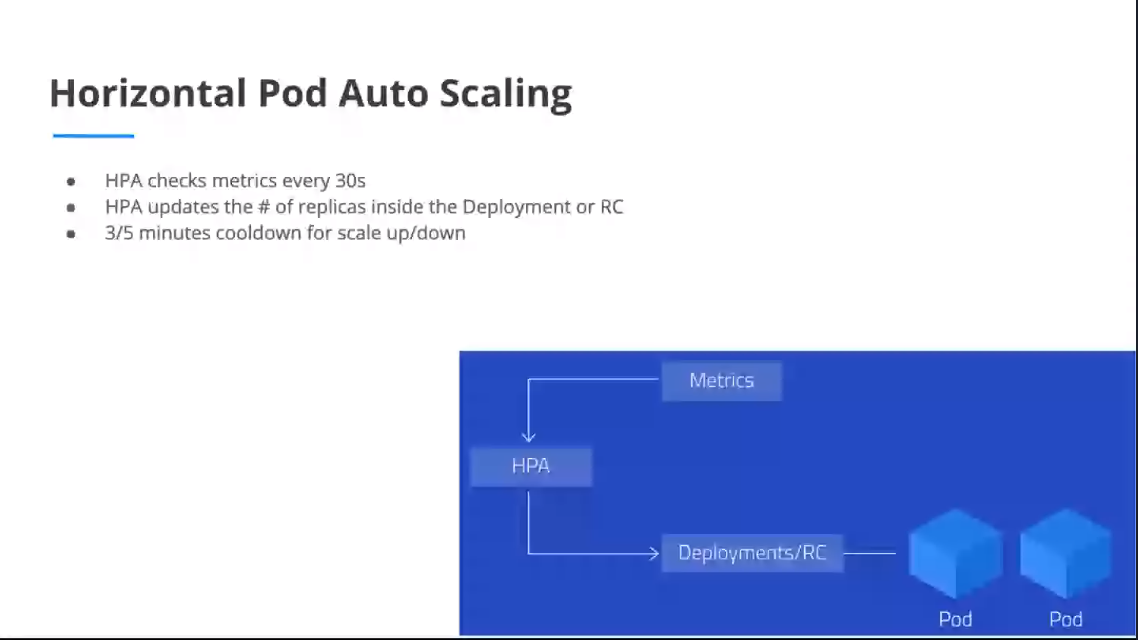 Horizontal Pod Auto Scaling
● HPA checks metrics every 30s
● HPA updates the # of replicas inside the Deployment or RC
● 3/5 minutes cooldown for scale up/down
Metrics
HPA
Deployments/RC
Pod Pod